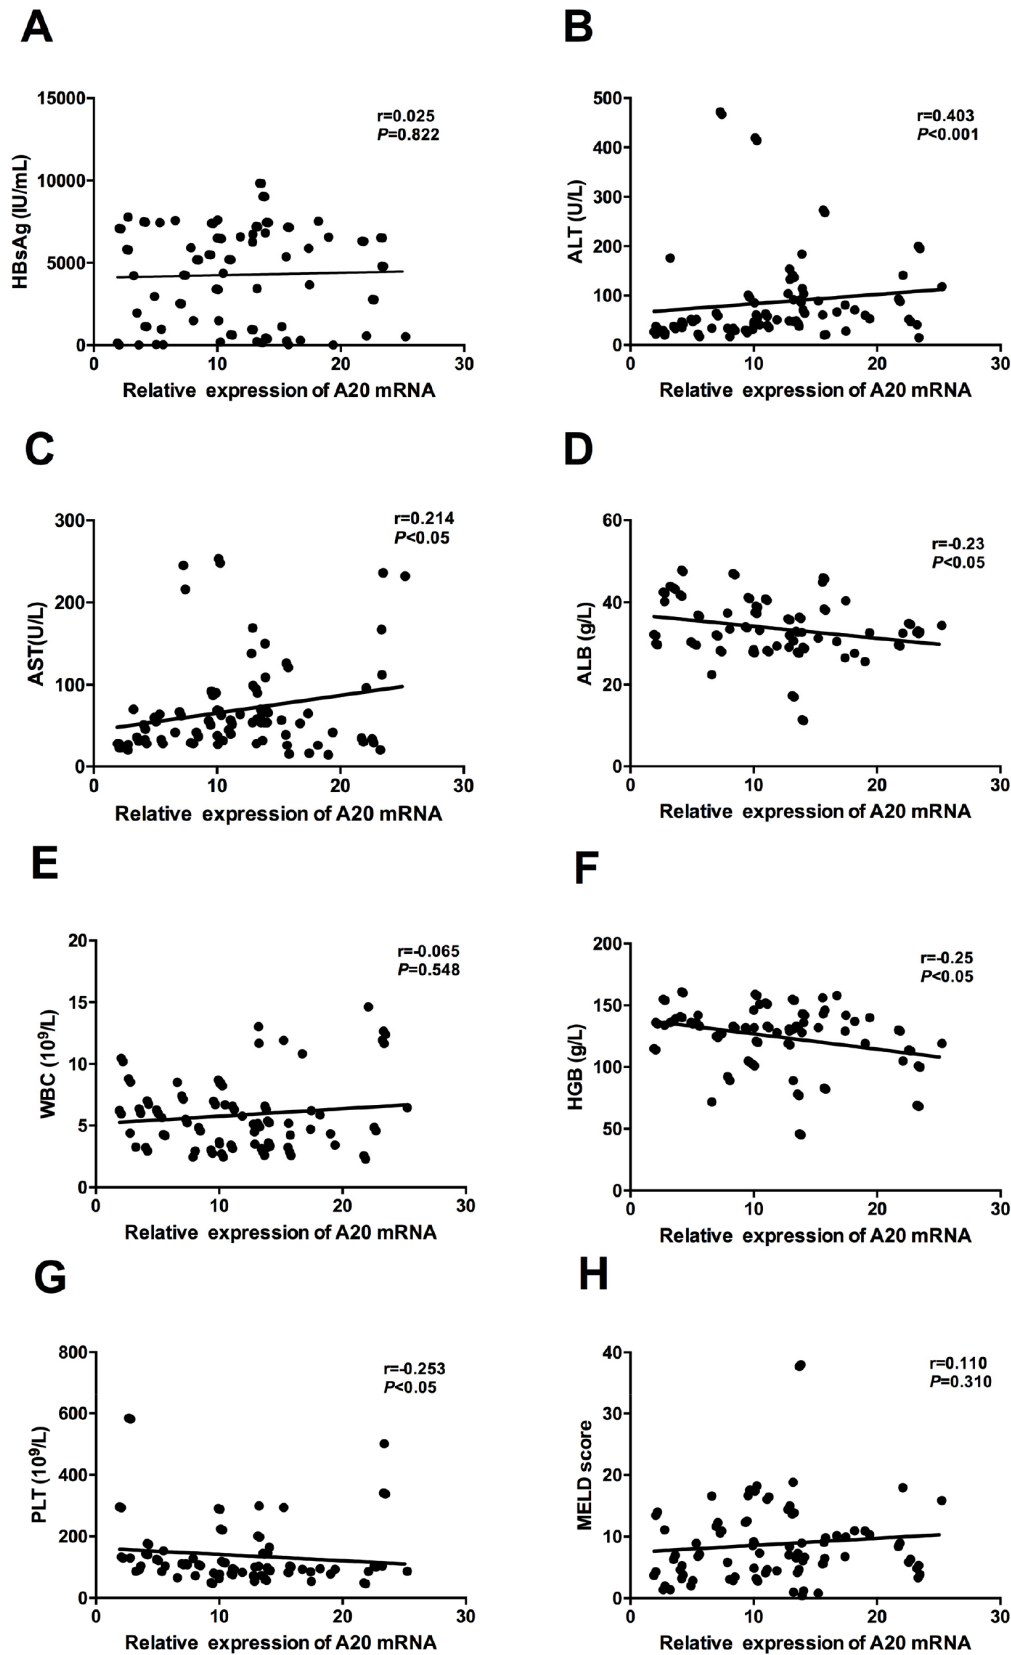 A
B
15000
10000
5000
0
HBsAg (IU/mL)
r=0.025
P=0.822
0 10 20 30
Relative expression of A20 mRNA
500
400
300
200
100
0
ALT (U/L)
r=0.403
P<0.001
0 10 20 30
Relative expression of A20 mRNA
C
D
300
200
100
0
AST(U/L)
r=0.214
P<0.05
0 10 20 30
Relative expression of A20 mRNA
60
40
20
0
ALB (g/L)
r=-0.23
P<0.05
0 10 20 30
Relative expression of A20 mRNA
E
F
20
15
10
5
0
WBC (10⁹/L)
r=-0.065
P=0.548
0 10 20 30
Relative expression of A20 mRNA
200
150
100
50
0
HGB (g/L)
r=-0.25
P<0.05
0 10 20 30
Relative expression of A20 mRNA
G
H
800
600
400
200
0
PLT (10⁹/L)
r=-0.253
P<0.05
0 10 20 30
Relative expression of A20 mRNA
40
30
20
10
0
MELD score
r=0.110
P=0.310
0 10 20 30
Relative expression of A20 mRNA